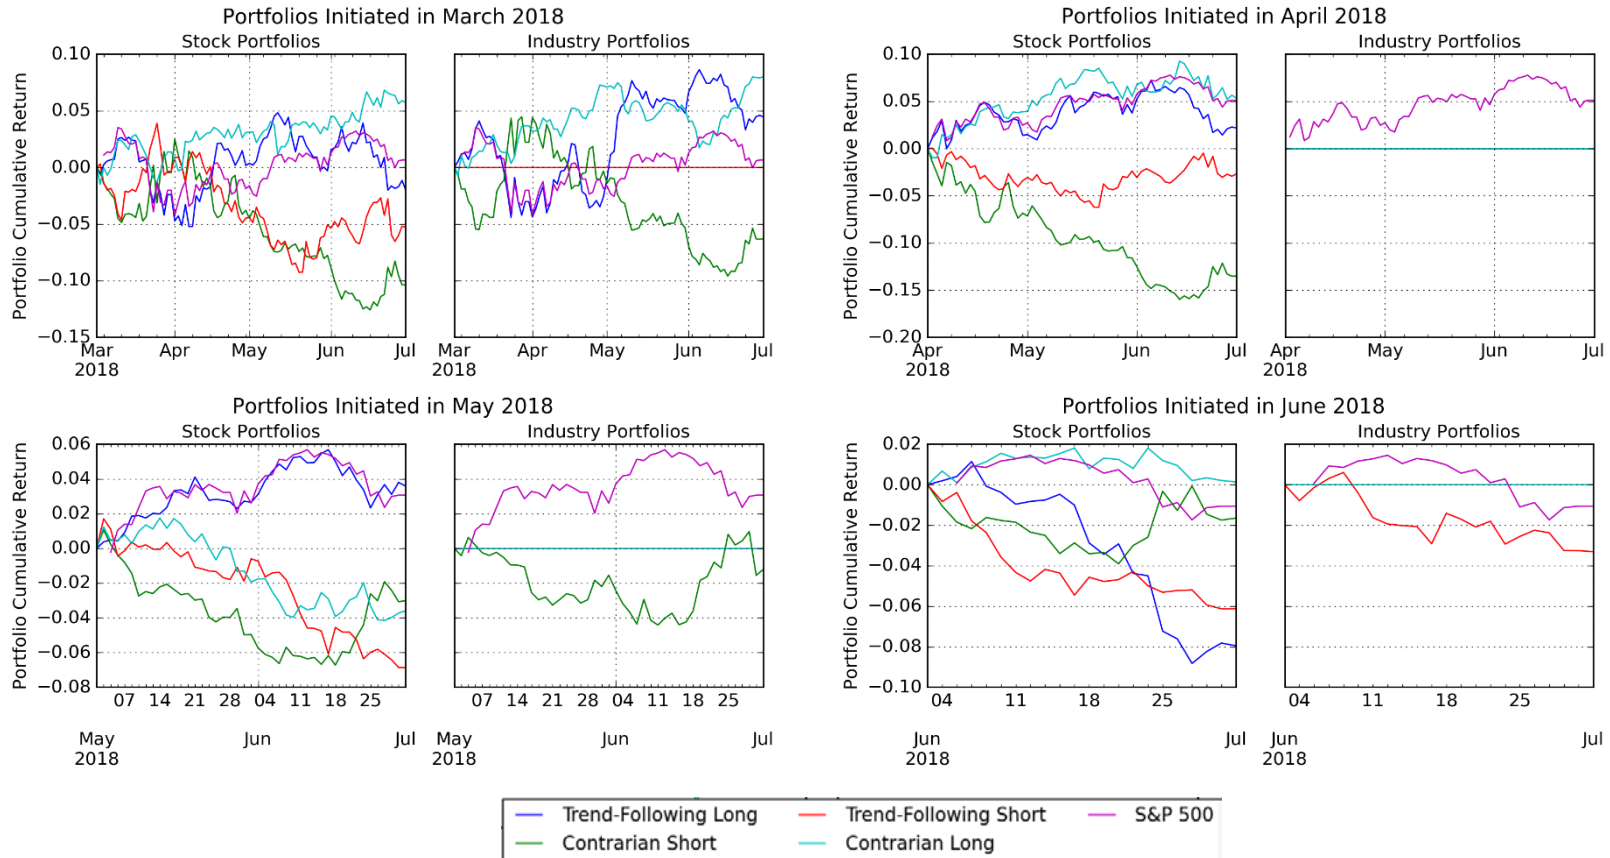 Portfolios Initiated in March 2018
Stock Portfolios
Industry Portfolios
Portfolio Cumulative Return
0.10
0.05
0.00
−0.05
−0.10
−0.15
Mar
2018
Apr
May
Jun
Jul
Mar
2018
Apr
May
Jun
Jul
Portfolios Initiated in April 2018
Stock Portfolios
Industry Portfolios
Portfolio Cumulative Return
0.10
0.05
0.00
−0.05
−0.10
−0.15
−0.20
Apr
2018
May
Jun
Jul
Apr
2018
May
Jun
Jul
Portfolios Initiated in May 2018
Stock Portfolios
Industry Portfolios
Portfolio Cumulative Return
0.06
0.04
0.02
0.00
−0.02
−0.04
−0.06
−0.08
07 14 21 28 04 11 18 25
May
2018
Jun
Jul
07 14 21 28 04 11 18 25
May
2018
Jun
Jul
Portfolios Initiated in June 2018
Stock Portfolios
Industry Portfolios
Portfolio Cumulative Return
0.02
0.00
−0.02
−0.04
−0.06
−0.08
−0.10
04 11 18 25
Jun
2018
Jul
04 11 18 25
Jun
2018
Jul
Trend-Following Long
Trend-Following Short
S&P 500
Contrarian Short
Contrarian Long